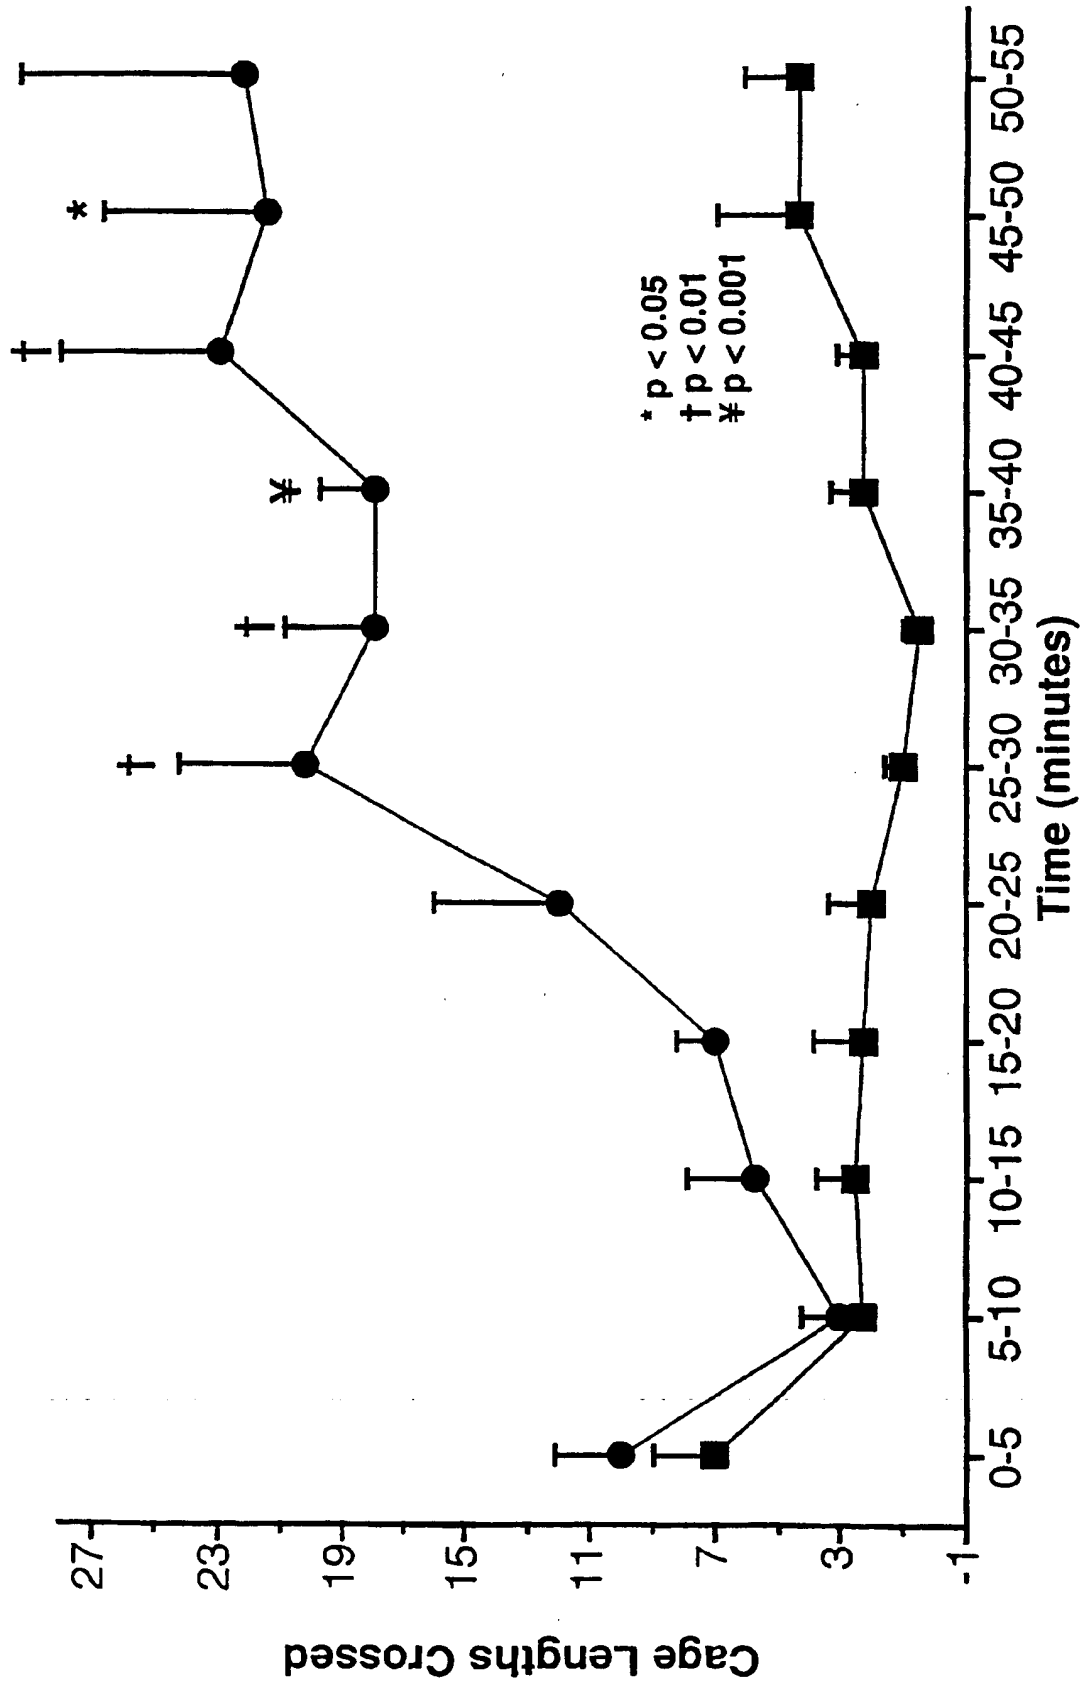 27
23
19
15
11
7
3
-1
Cage Lengths Crossed
†
†
¥
†
*
* p < 0.05
† p < 0.01
¥ p < 0.001
0-5 5-10 10-15 15-20 20-25 25-30 30-35 35-40 40-45 45-50 50-55
Time (minutes)